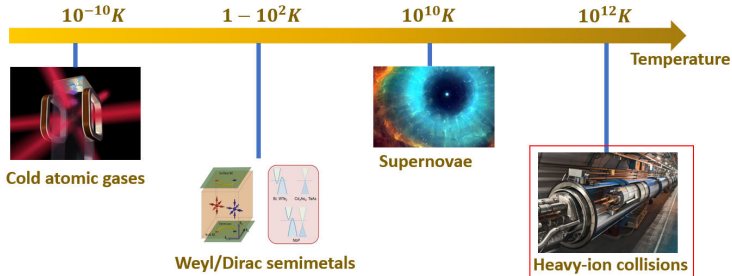 10⁻¹⁰K
1 − 10²K
10¹⁰K
10¹²K
Temperature
Cold atomic gases
Weyl/Dirac semimetals
Supernovae
Heavy-ion collisions